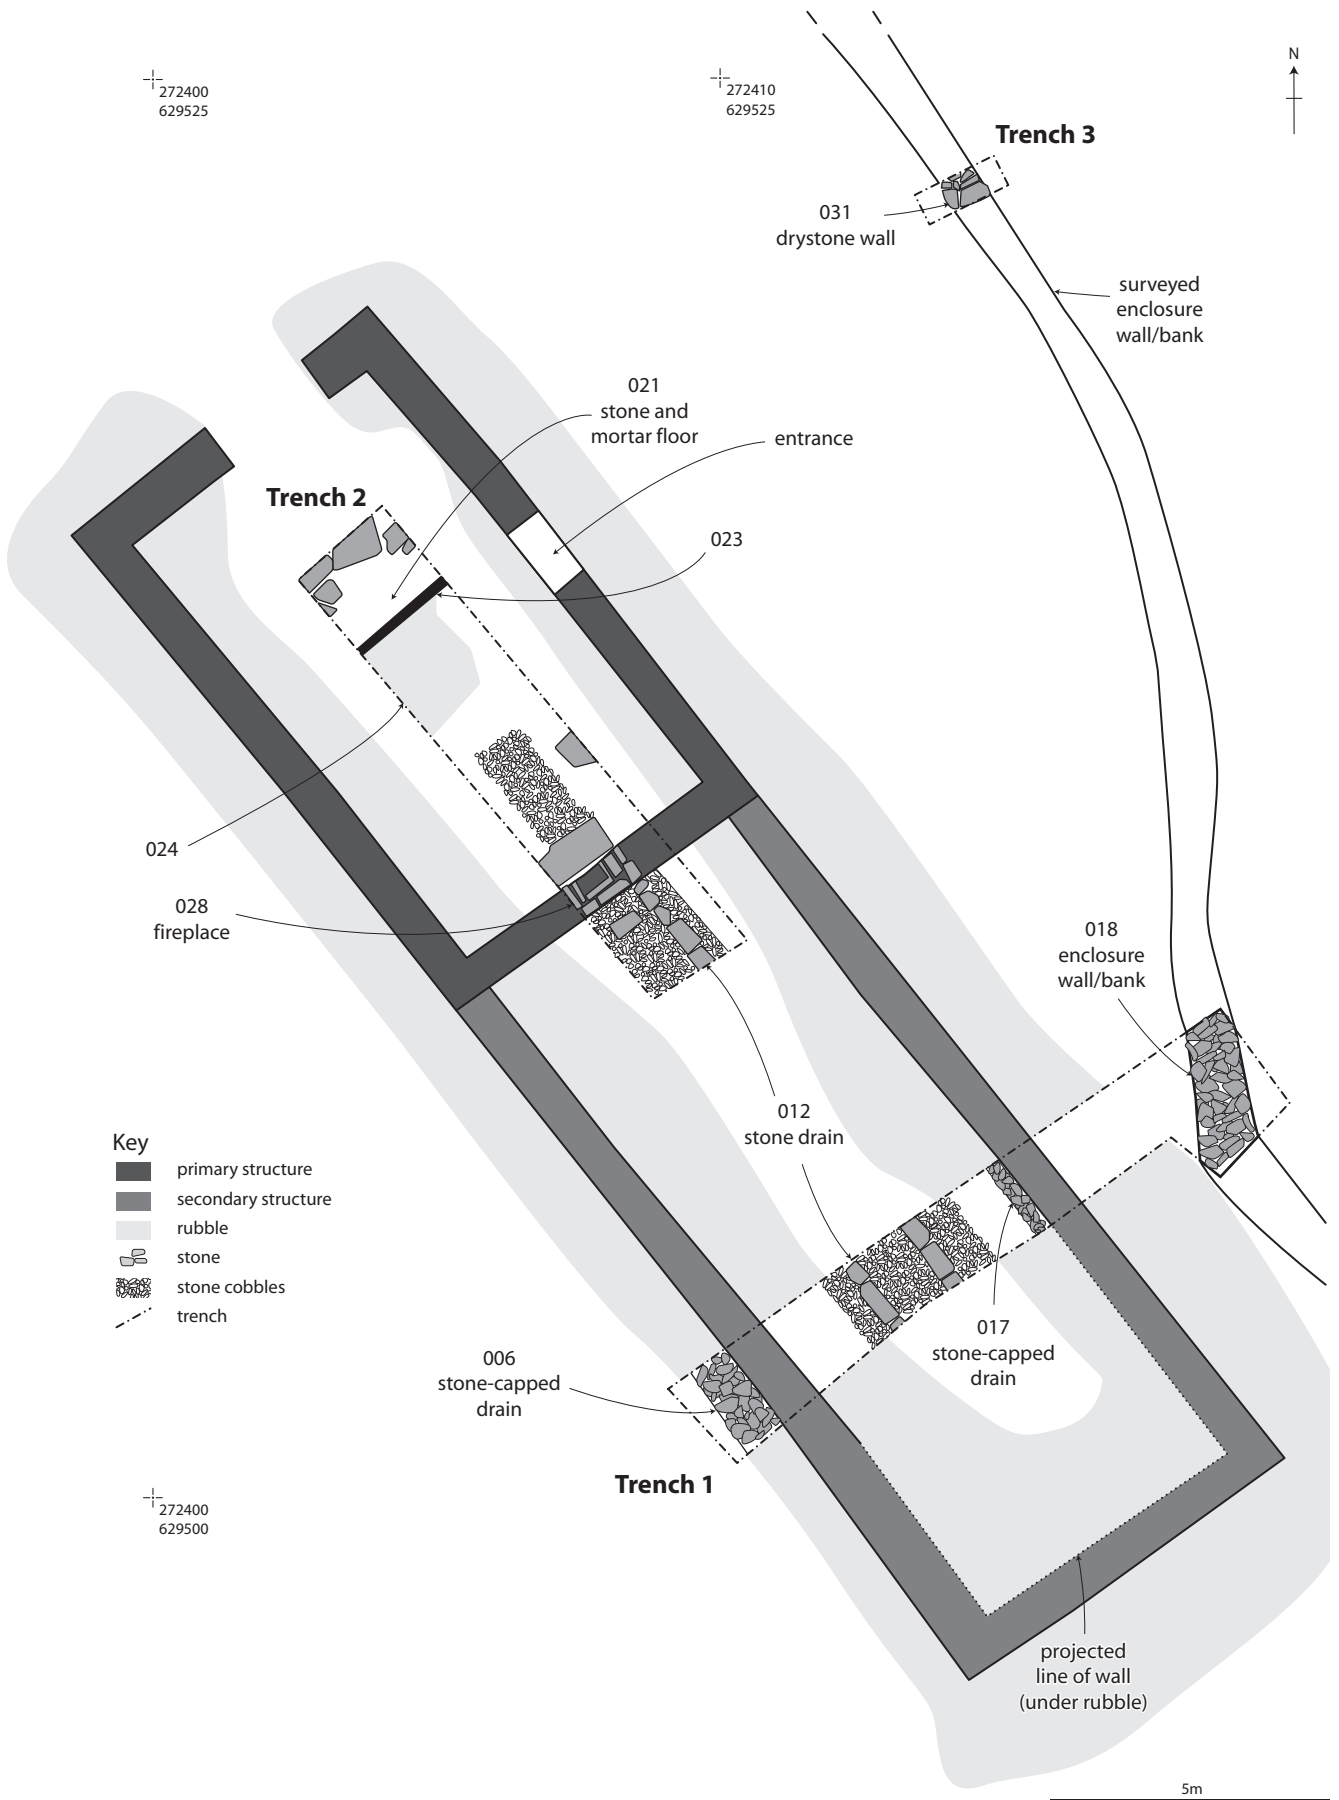 272400
629525
272410
629525
N
Trench 3
031
drystone wall
surveyed
enclosure
wall/bank
021
stone and
mortar floor
entrance
Trench 2
023
024
028
fireplace
018
enclosure
wall/bank
012
stone drain
Key
primary structure
secondary structure
rubble
stone
stone cobbles
trench
017
stone-capped
drain
006
stone-capped
drain
Trench 1
272400
629500
projected
line of wall
(under rubble)
5m